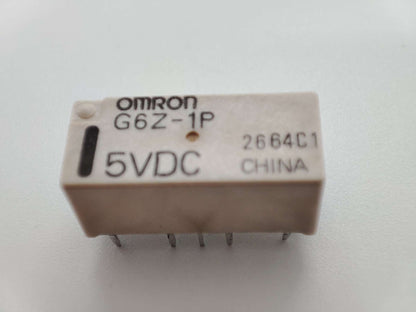 omron
G6Z-1P
2664C1
5VDC
CHINA